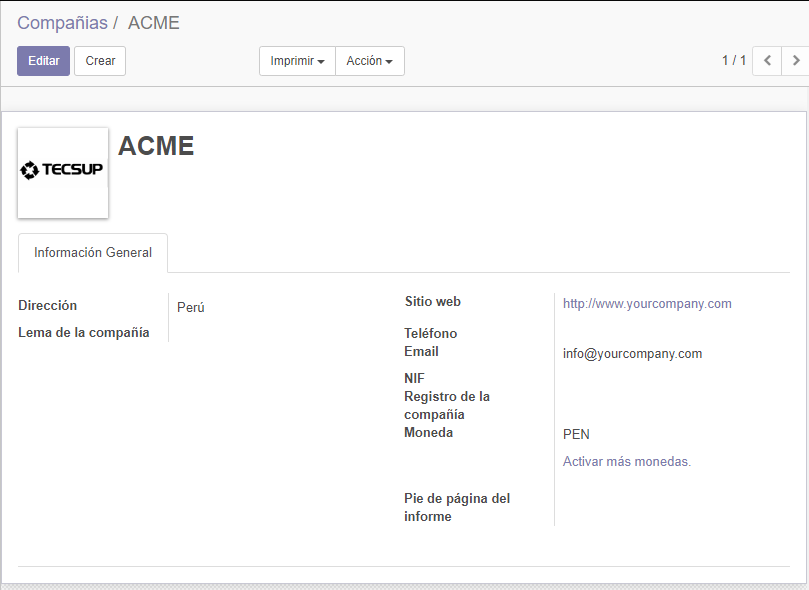 Compañias / ACME
Editar Crear Imprimir Acción 1 / 1
TECSUP
ACME
Información General
Dirección
Perú
Lema de la compañía
Sitio web
http://www.yourcompany.com
Teléfono
Email
info@yourcompany.com
NIF
Registro de la
compañía
Moneda
PEN
Activar más monedas.
Pie de página del
informe